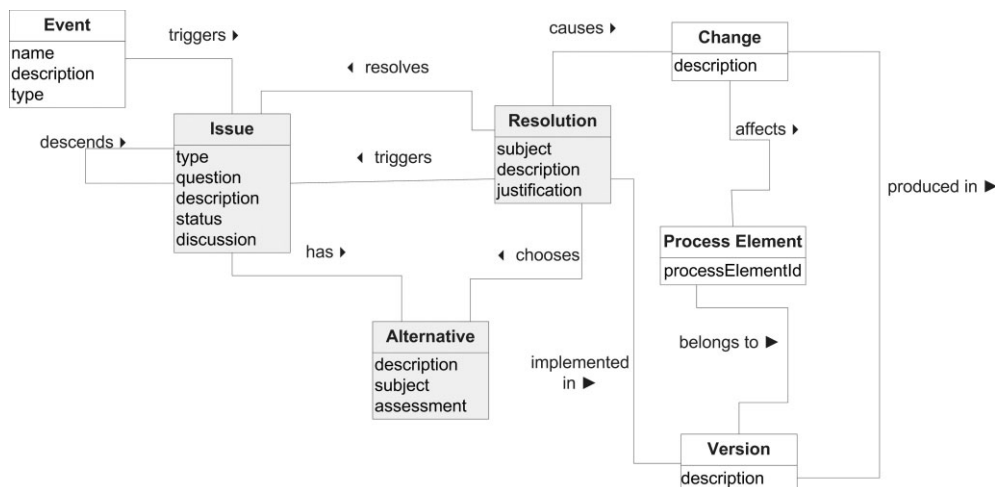 Event
name
description
type
triggers ▸
causes ▸
Change
description
◂ resolves
Issue
type
question
description
status
discussion
descends ▸
◂ triggers
Resolution
subject
description
justification
affects ▸
produced in ►
Process Element
processElementId
has ▸
◂ chooses
Alternative
description
subject
assessment
implemented
in ►
belongs to ►
Version
description